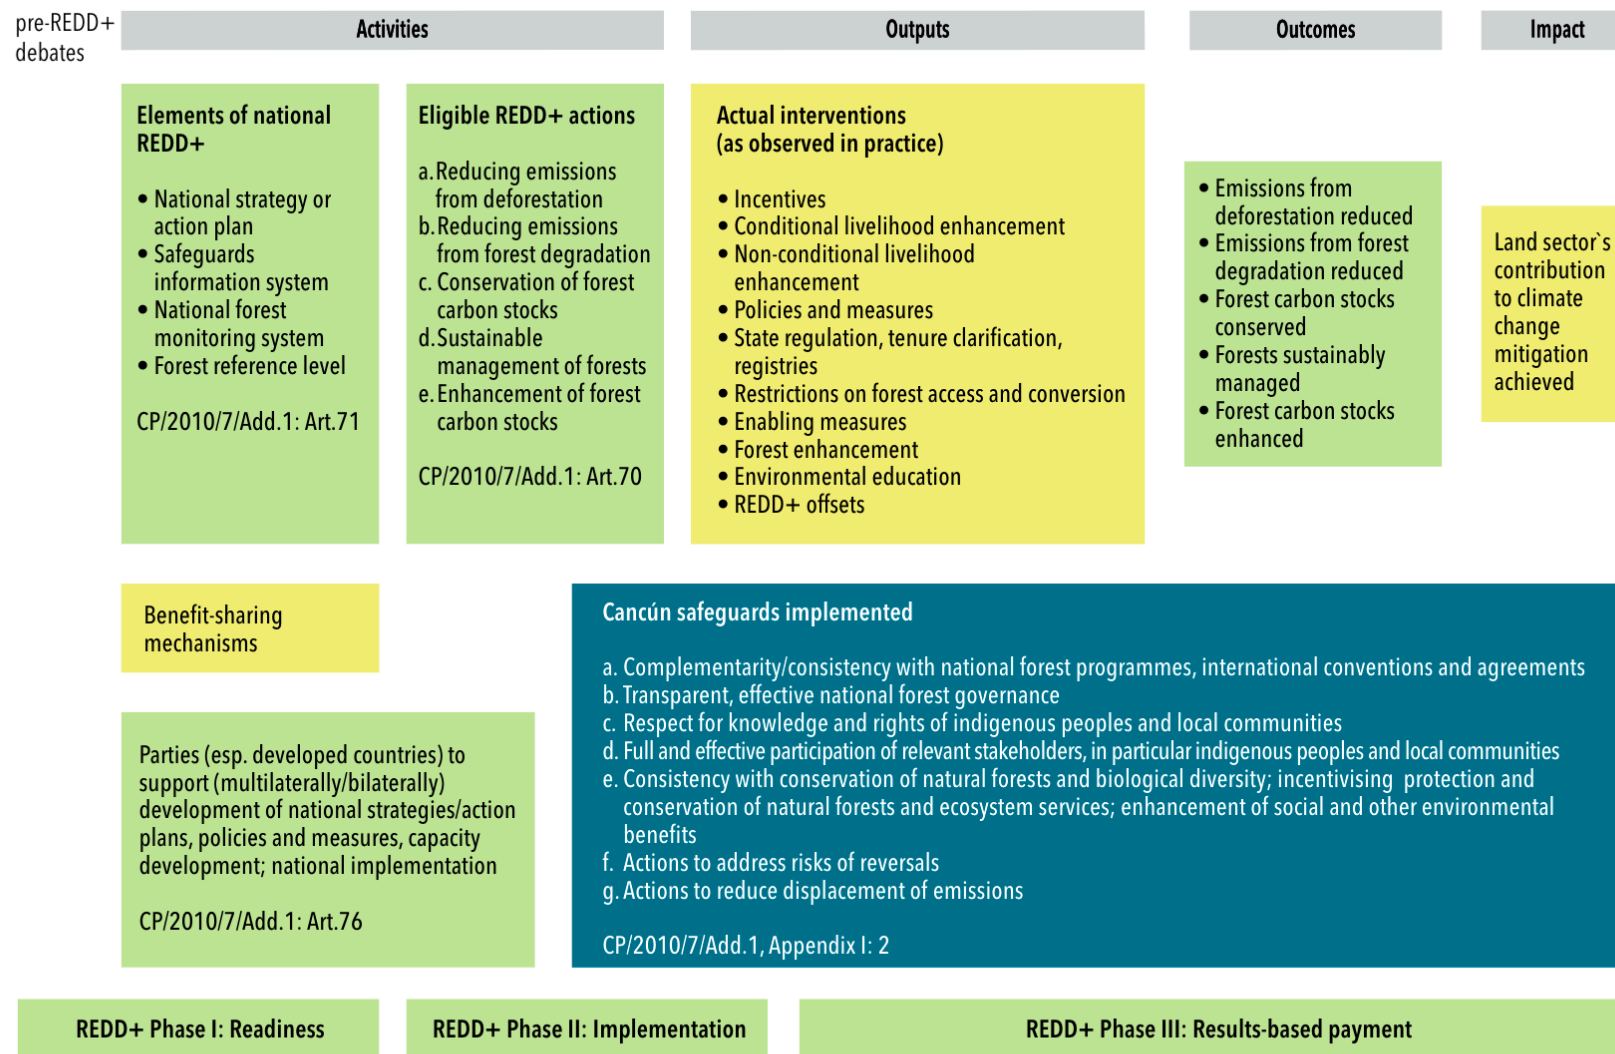 pre-REDD+
debates
Activities
Outputs
Outcomes
Impact
Elements of national
REDD+
• National strategy or
action plan
• Safeguards
information system
• National forest
monitoring system
• Forest reference level
CP/2010/7/Add.1: Art.71
Eligible REDD+ actions
a. Reducing emissions
from deforestation
b. Reducing emissions
from forest degradation
c. Conservation of forest
carbon stocks
d. Sustainable
management of forests
e. Enhancement of forest
carbon stocks
CP/2010/7/Add.1: Art.70
Actual interventions
(as observed in practice)
• Incentives
• Conditional livelihood enhancement
• Non-conditional livelihood
enhancement
• Policies and measures
• State regulation, tenure clarification,
registries
• Restrictions on forest access and conversion
• Enabling measures
• Forest enhancement
• Environmental education
• REDD+ offsets
• Emissions from
deforestation reduced
• Emissions from forest
degradation reduced
• Forest carbon stocks
conserved
• Forests sustainably
managed
• Forest carbon stocks
enhanced
Land sector`s
contribution
to climate
change
mitigation
achieved
Benefit-sharing
mechanisms
Parties (esp. developed countries) to
support (multilaterally/bilaterally)
development of national strategies/action
plans, policies and measures, capacity
development; national implementation
CP/2010/7/Add.1: Art.76
Cancún safeguards implemented
a. Complementarity/consistency with national forest programmes, international conventions and agreements
b. Transparent, effective national forest governance
c. Respect for knowledge and rights of indigenous peoples and local communities
d. Full and effective participation of relevant stakeholders, in particular indigenous peoples and local communities
e. Consistency with conservation of natural forests and biological diversity; incentivising protection and
conservation of natural forests and ecosystem services; enhancement of social and other environmental
benefits
f. Actions to address risks of reversals
g. Actions to reduce displacement of emissions
CP/2010/7/Add.1, Appendix I: 2
REDD+ Phase I: Readiness
REDD+ Phase II: Implementation
REDD+ Phase III: Results-based payment